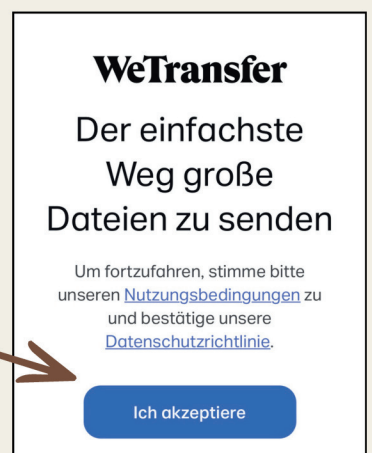 WeTransfer
Der einfachste
Weg große
Dateien zu senden
Um fortzufahren, stimme bitte
unseren Nutzungsbedingungen zu
und bestätige unsere
Datenschutzrichtlinie.
Ich akzeptiere